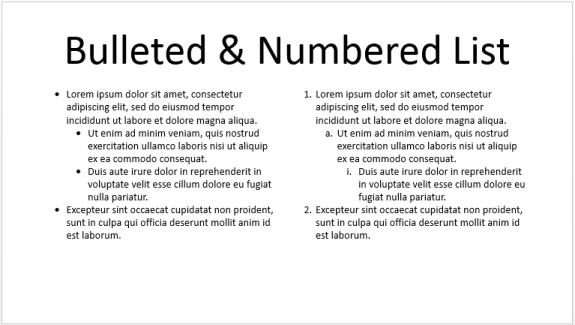 Bulleted & Numbered List
• Lorem ipsum dolor sit amet, consectetur
adipiscing elit, sed do eiusmod tempor
incididunt ut labore et dolore magna aliqua.
• Ut enim ad minim veniam, quis nostrud
exercitation ullamco laboris nisi ut aliquip
ex ea commodo consequat.
• Duis aute irure dolor in reprehenderit in
voluptate velit esse cillum dolore eu fugiat
nulla pariatur.
• Excepteur sint occaecat cupidatat non proident,
sunt in culpa qui officia deserunt mollit anim id
est laborum.
1. Lorem ipsum dolor sit amet, consectetur
adipiscing elit, sed do eiusmod tempor
incididunt ut labore et dolore magna aliqua.
a. Ut enim ad minim veniam, quis nostrud
exercitation ullamco laboris nisi ut aliquip
ex ea commodo consequat.
i. Duis aute irure dolor in reprehenderit
in voluptate velit esse cillum dolore eu
fugiat nulla pariatur.
2. Excepteur sint occaecat cupidatat non proident,
sunt in culpa qui officia deserunt mollit anim id
est laborum.